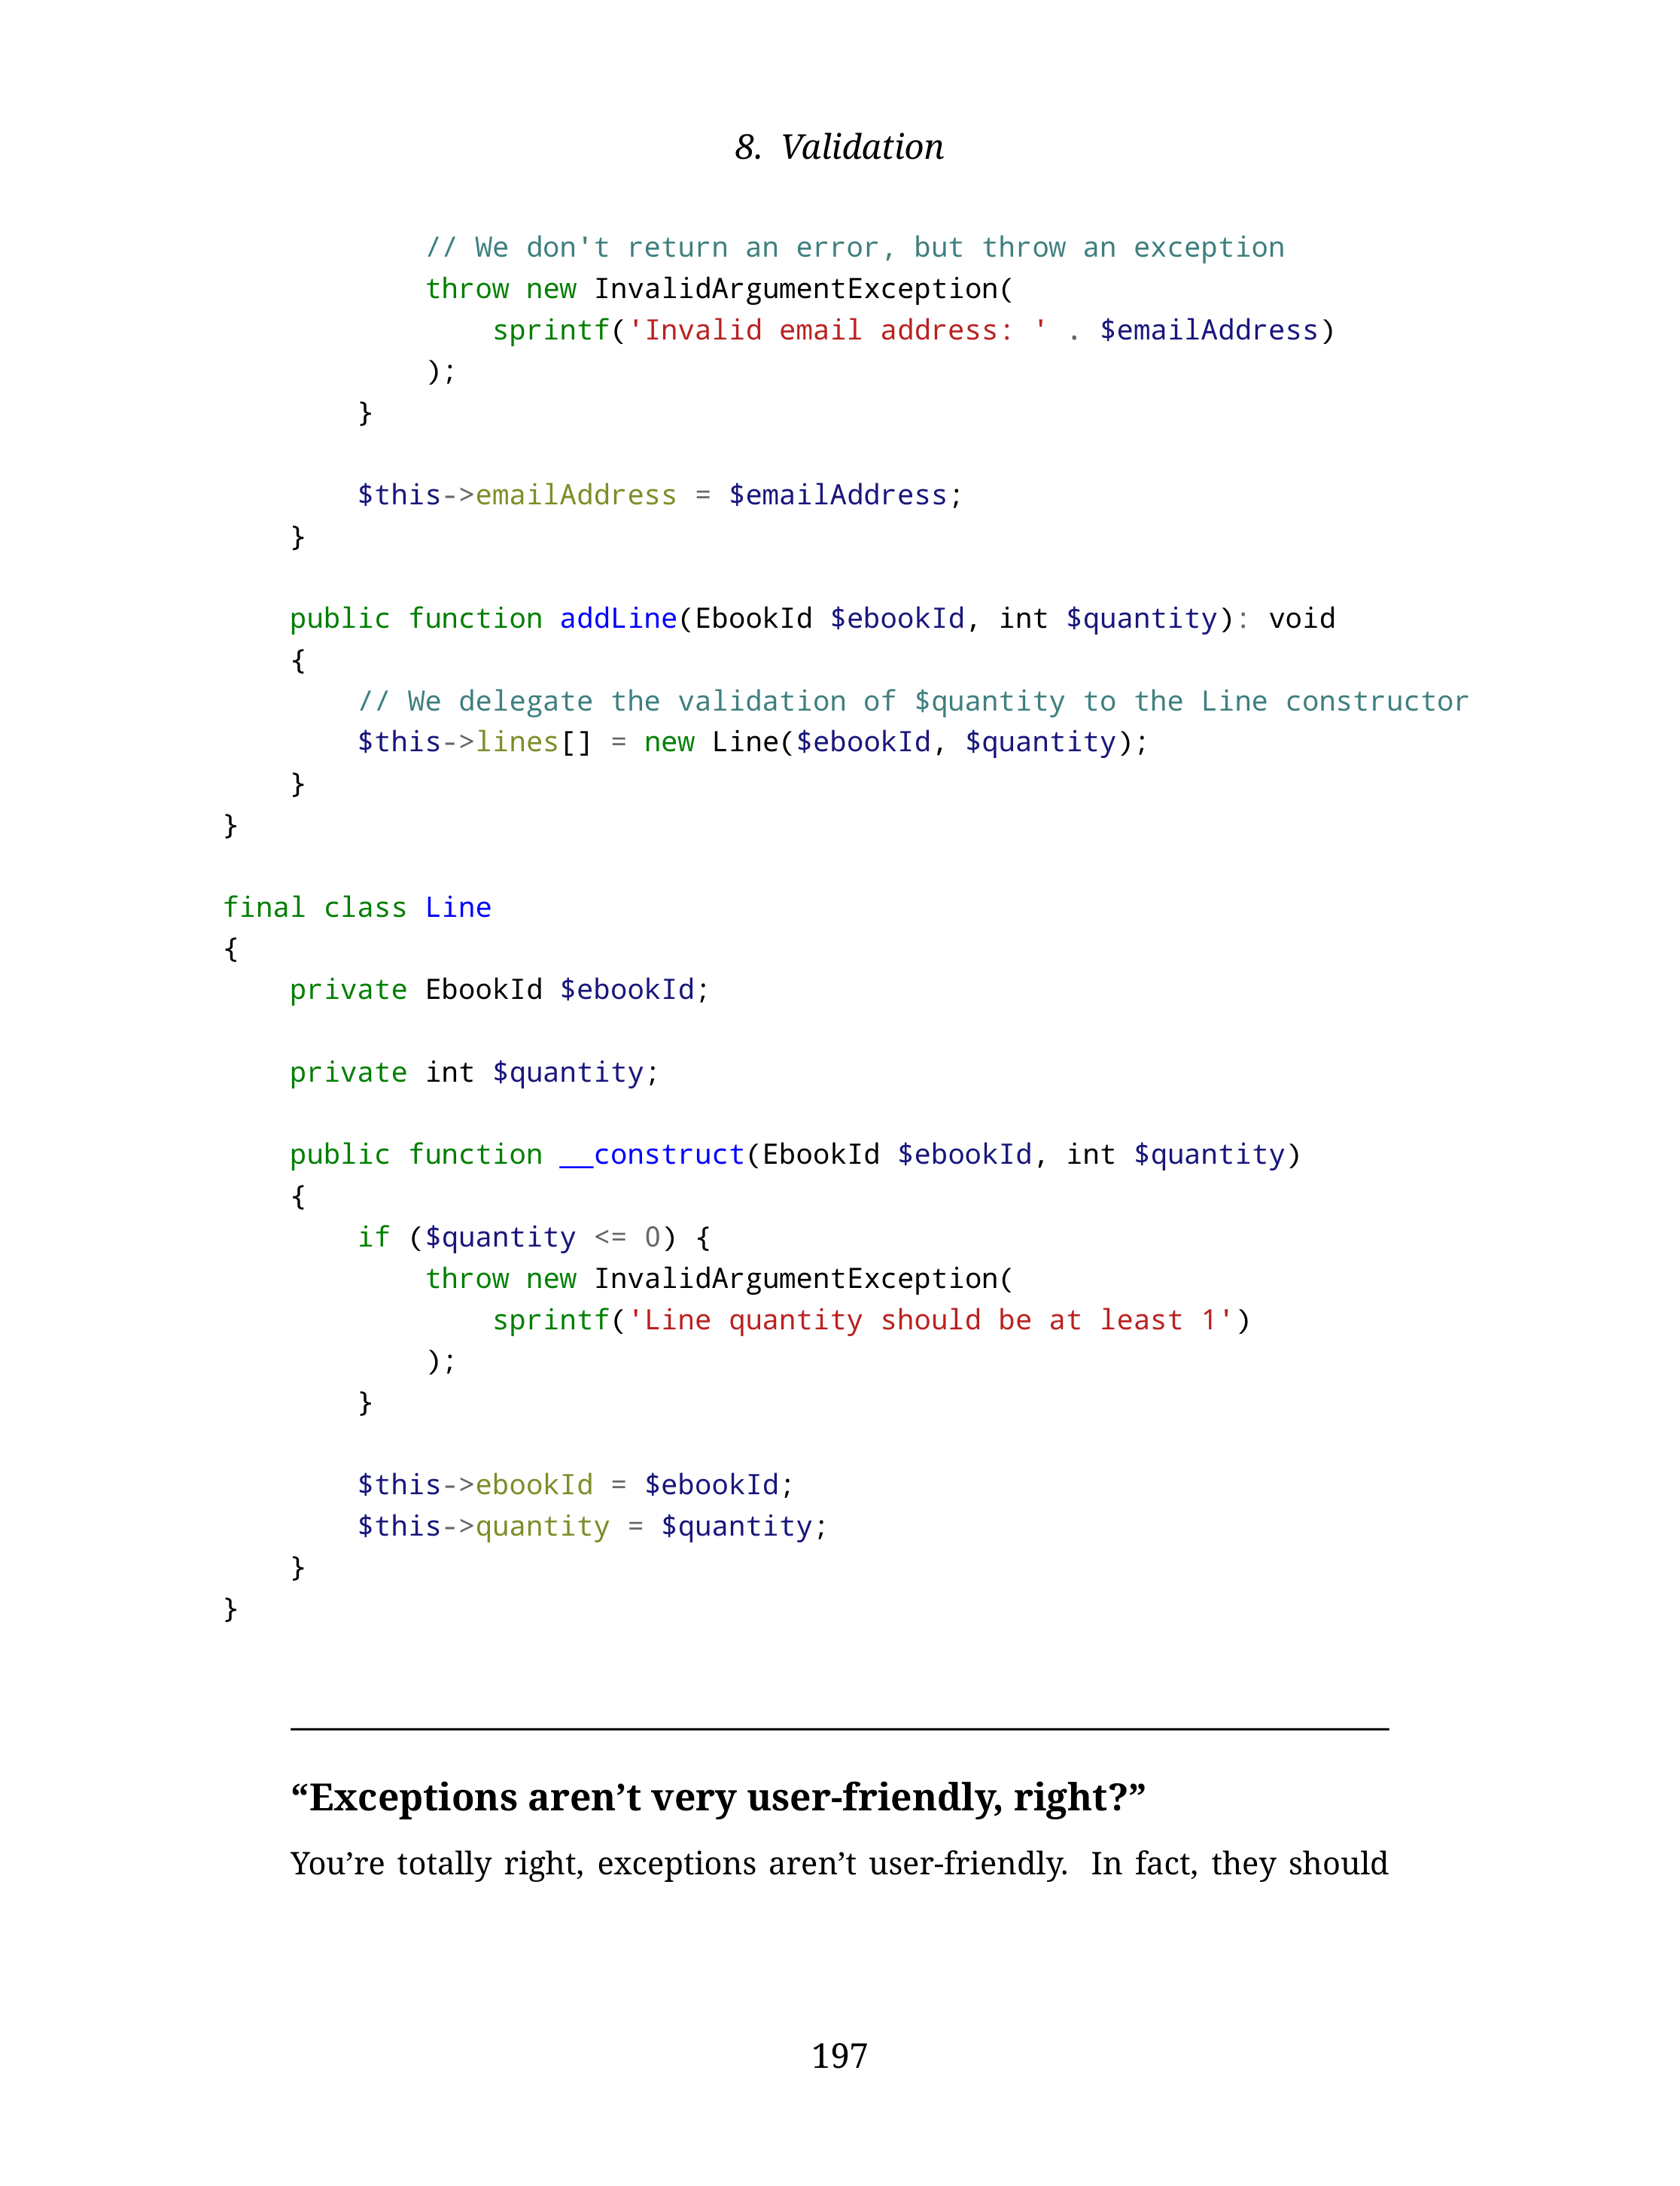 8. Validation
            // We don't return an error, but throw an exception
            throw new InvalidArgumentException(
                sprintf('Invalid email address: ' . $emailAddress)
            );
        }

        $this->emailAddress = $emailAddress;
    }

    public function addLine(EbookId $ebookId, int $quantity): void
    {
        // We delegate the validation of $quantity to the Line constructor
        $this->lines[] = new Line($ebookId, $quantity);
    }
}

final class Line
{
    private EbookId $ebookId;

    private int $quantity;

    public function __construct(EbookId $ebookId, int $quantity)
    {
        if ($quantity <= 0) {
            throw new InvalidArgumentException(
                sprintf('Line quantity should be at least 1')
            );
        }

        $this->ebookId = $ebookId;
        $this->quantity = $quantity;
    }
}

“Exceptions aren’t very user-friendly, right?”
You’re totally right, exceptions aren’t user-friendly. In fact, they should
197